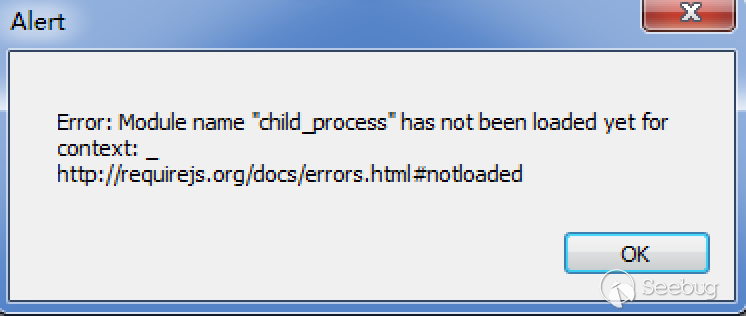 Alert
Error: Module name "child_process" has not been loaded yet for
context: _
http://requirejs.org/docs/errors.html#notloaded
OK
Seebug